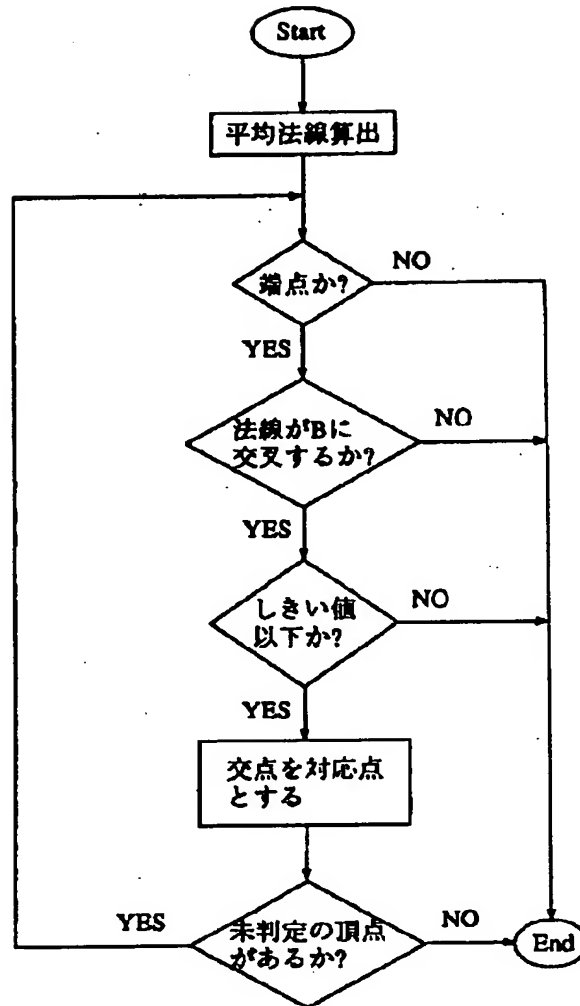 Start
平均法線算出
端点か?
NO
YES
法線がBに
交叉するか?
NO
YES
しきい値
以下か?
NO
YES
交点を対応点
とする
YES
未判定の頂点
があるか?
NO
End